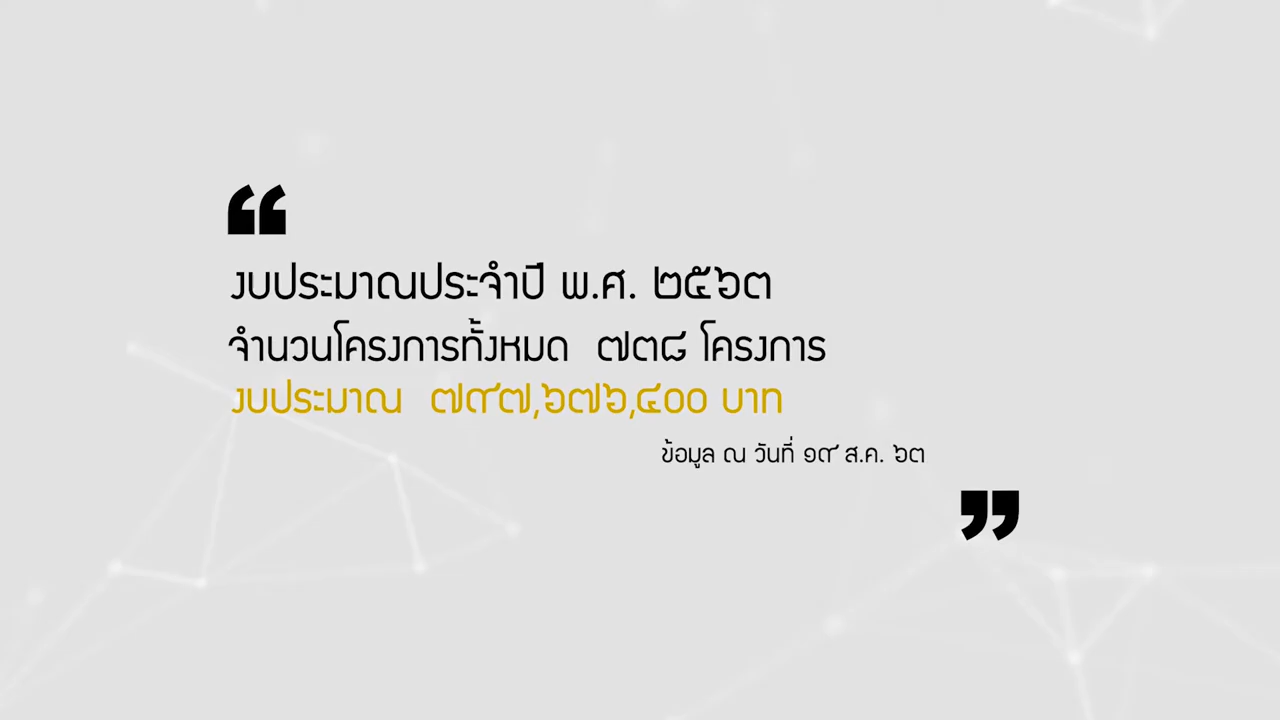 “
งบประมาณประจำปี พ.ศ. ๒๕๖๓
จำนวนโครงการทั้งหมด ๗๓๘ โครงการ
งบประมาณ ๗๙๗,๖๗๖,๔๐๐ บาท
ข้อมูล ณ วันที่ ๑๙ ส.ค. ๖๓
”